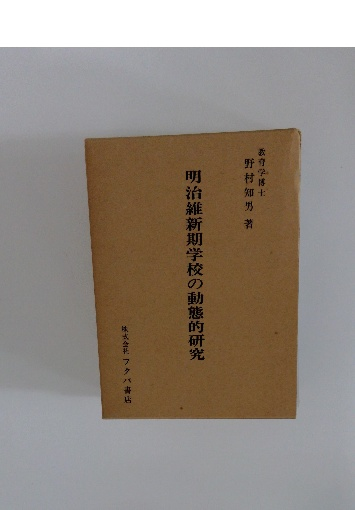 教育学博士
野村知男 著
明治維新期学校の動態的研究
株式会社 フタバ書店